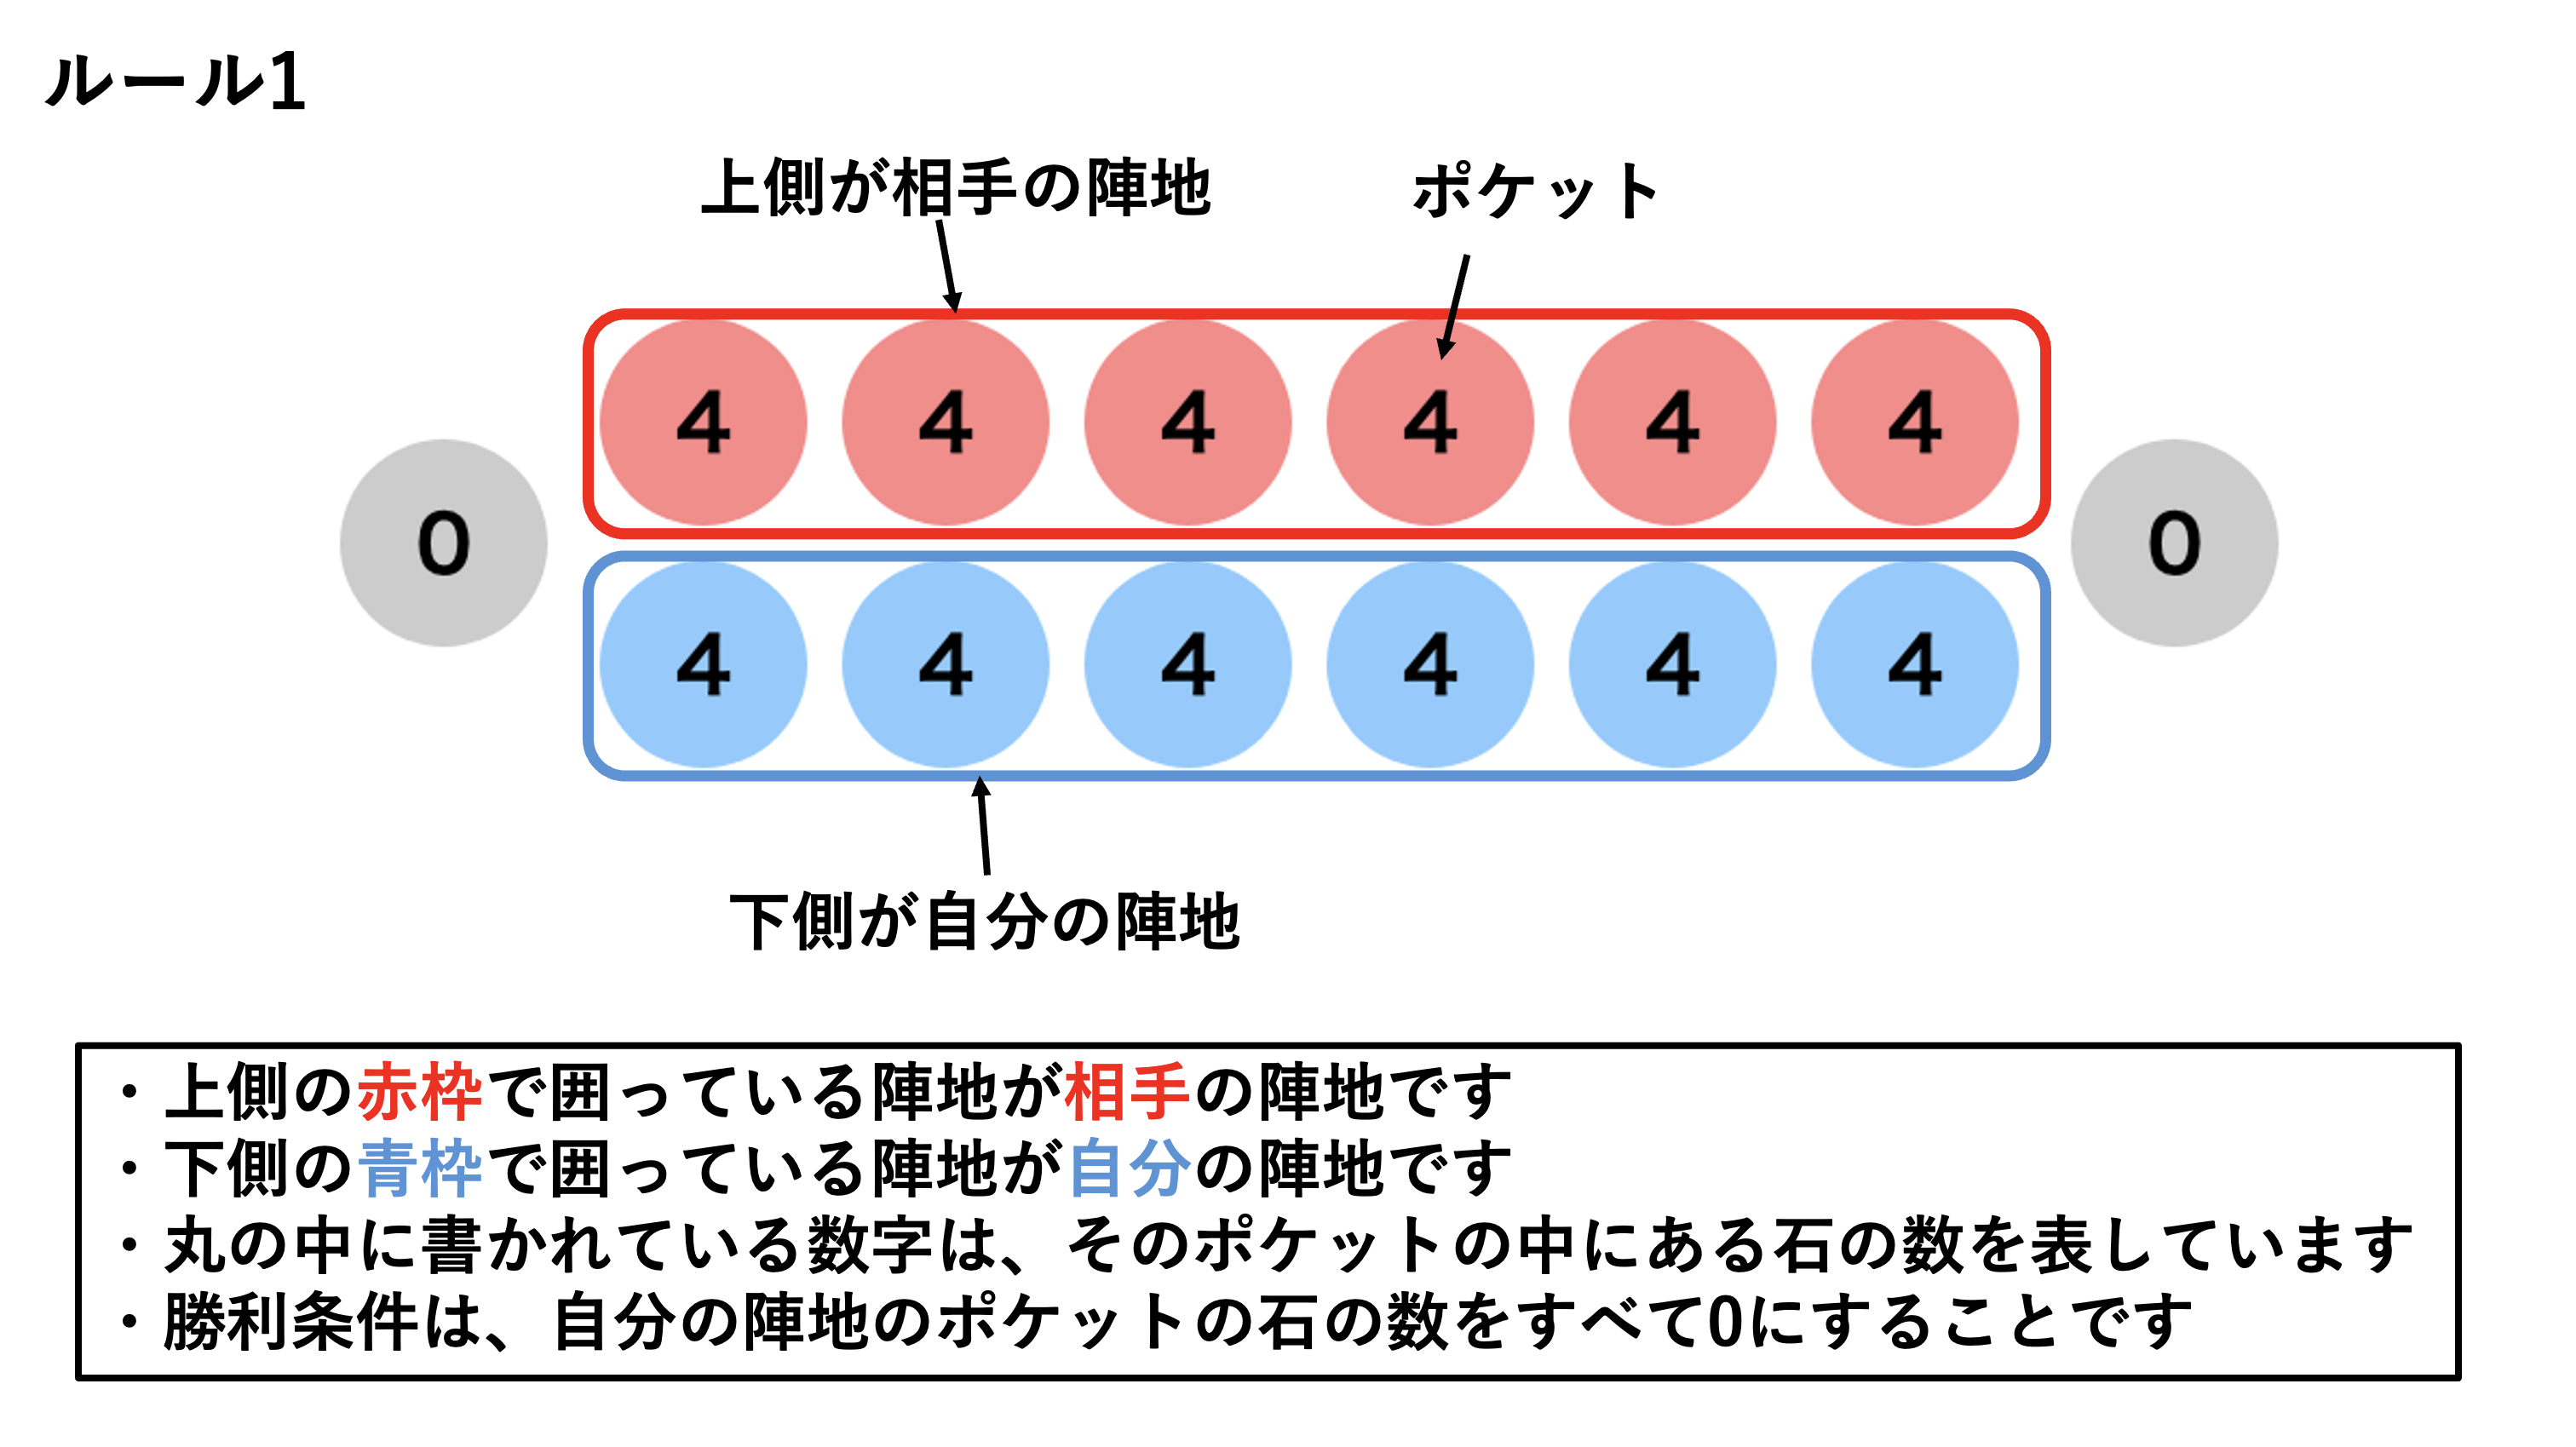 ルール1
上側が相手の陣地
ポケット
4 4 4 4 4 4
0 0
4 4 4 4 4 4
下側が自分の陣地
・上側の赤枠で囲っている陣地が相手の陣地です
・下側の青枠で囲っている陣地が自分の陣地です
・丸の中に書かれている数字は、そのポケットの中にある石の数を表しています
・勝利条件は、自分の陣地のポケットの石の数をすべて0にすることです